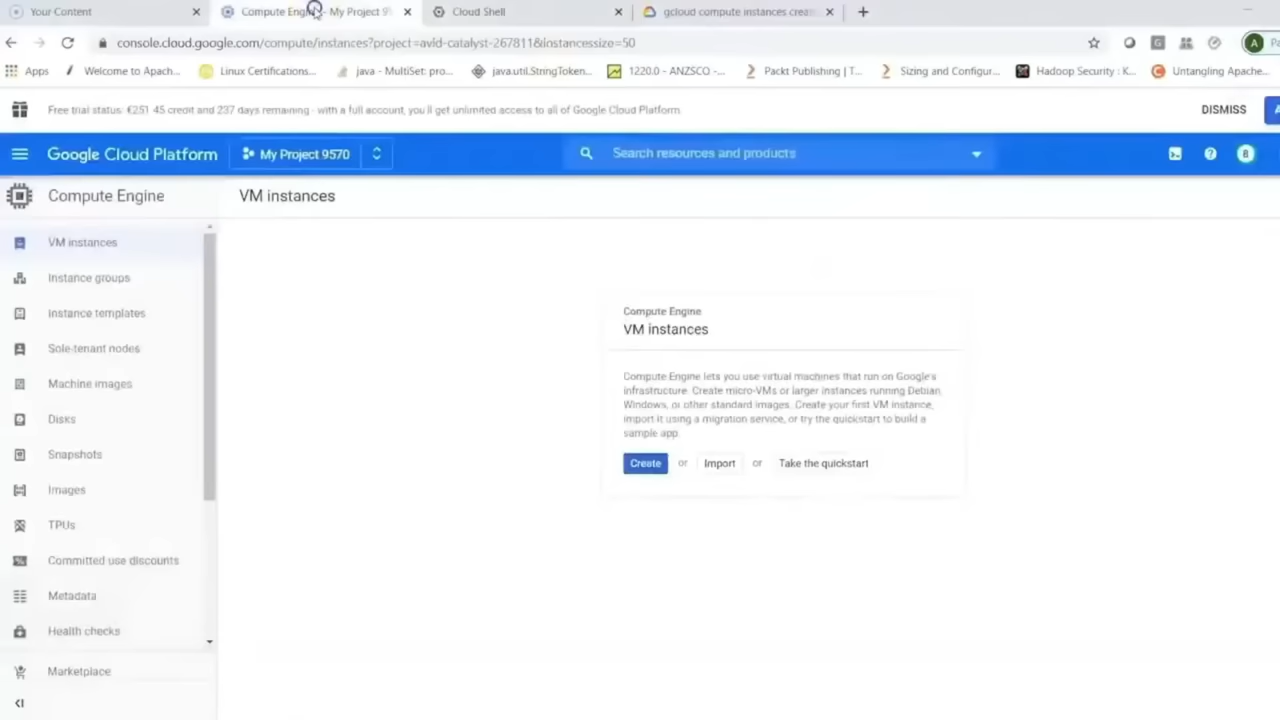 Your Content
Compute Engin - My Project 95
Cloud Shell
gcloud compute instances creat
console.cloud.google.com/compute/instances?project=avid-catalyst-267811&instancessize=50
A
Pa
Apps
Welcome to Apach...
Linux Certifications...
java - MultiSet: pro...
java.util.StringToken...
1220.0 - ANZSCO -...
Packt Publishing | T...
Sizing and Configur...
Hadoop Security : K...
Untangling Apache...
Free trial status: €251.45 credit and 237 days remaining - with a full account, you'll get unlimited access to all of Google Cloud Platform.
DISMISS
Google Cloud Platform
My Project 9570
Search resources and products
8
Compute Engine
VM instances
VM instances
Instance groups
Instance templates
Sole-tenant nodes
Machine images
Disks
Snapshots
Images
TPUs
Committed use discounts
Metadata
Health checks
Marketplace
Compute Engine
VM instances
Compute Engine lets you use virtual machines that run on Google's
infrastructure. Create micro-VMs or larger instances running Debian,
Windows, or other standard images. Create your first VM instance,
import it using a migration service, or try the quickstart to build a
sample app.
Create or Import or Take the quickstart